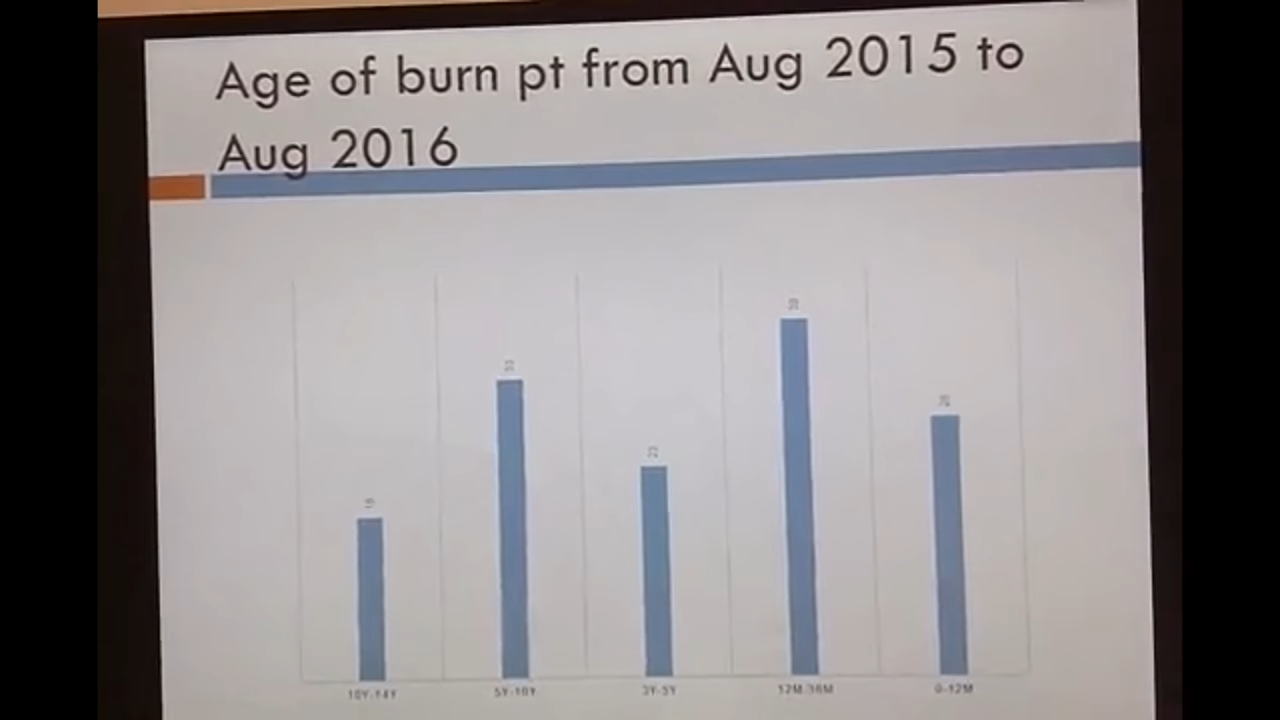 Age of burn pt from Aug 2015 to
Aug 2016
10Y-14Y
5Y-10Y
3Y-5Y
12M-36M
0-12M